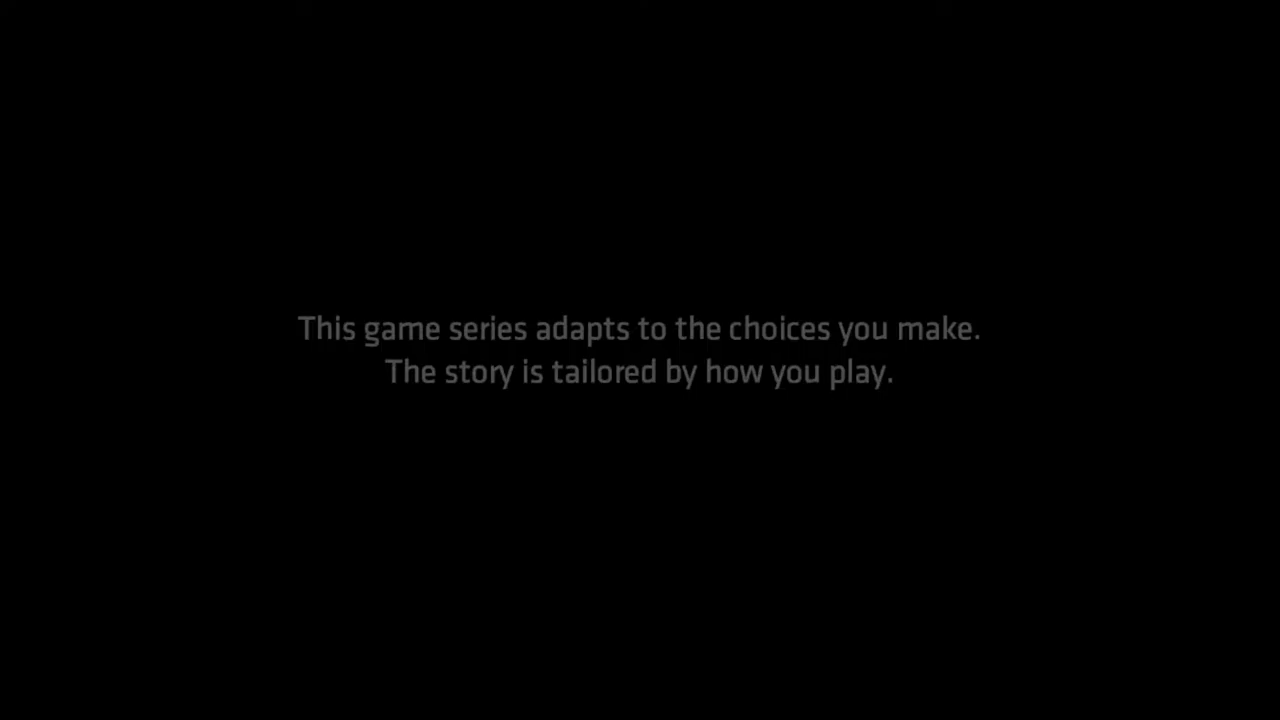 This game series adapts to the choices you make.
The story is tailored by how you play.